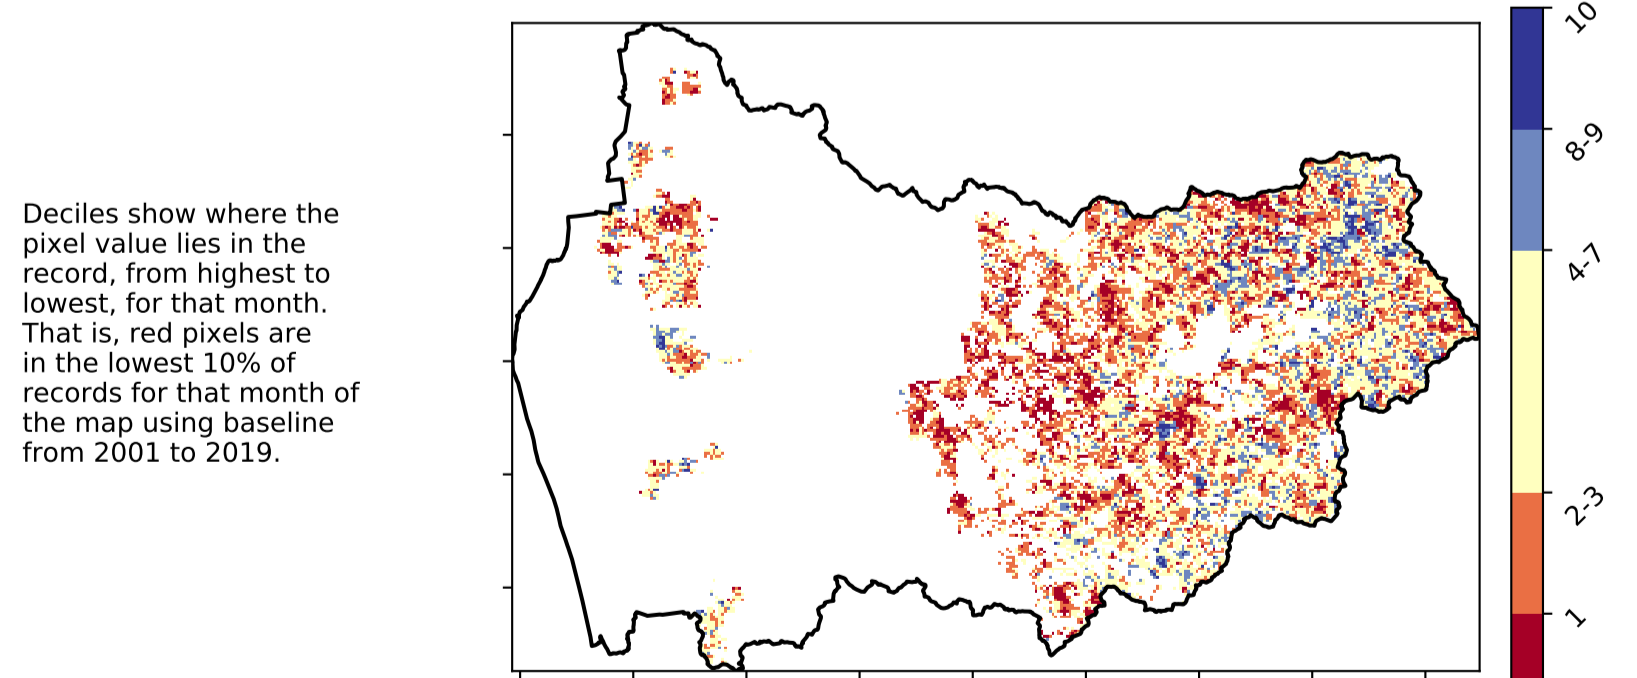 Deciles show where the
pixel value lies in the
record, from highest to
lowest, for that month.
That is, red pixels are
in the lowest 10% of
records for that month of
the map using baseline
from 2001 to 2019.
10
8-9
4-7
2-3
1